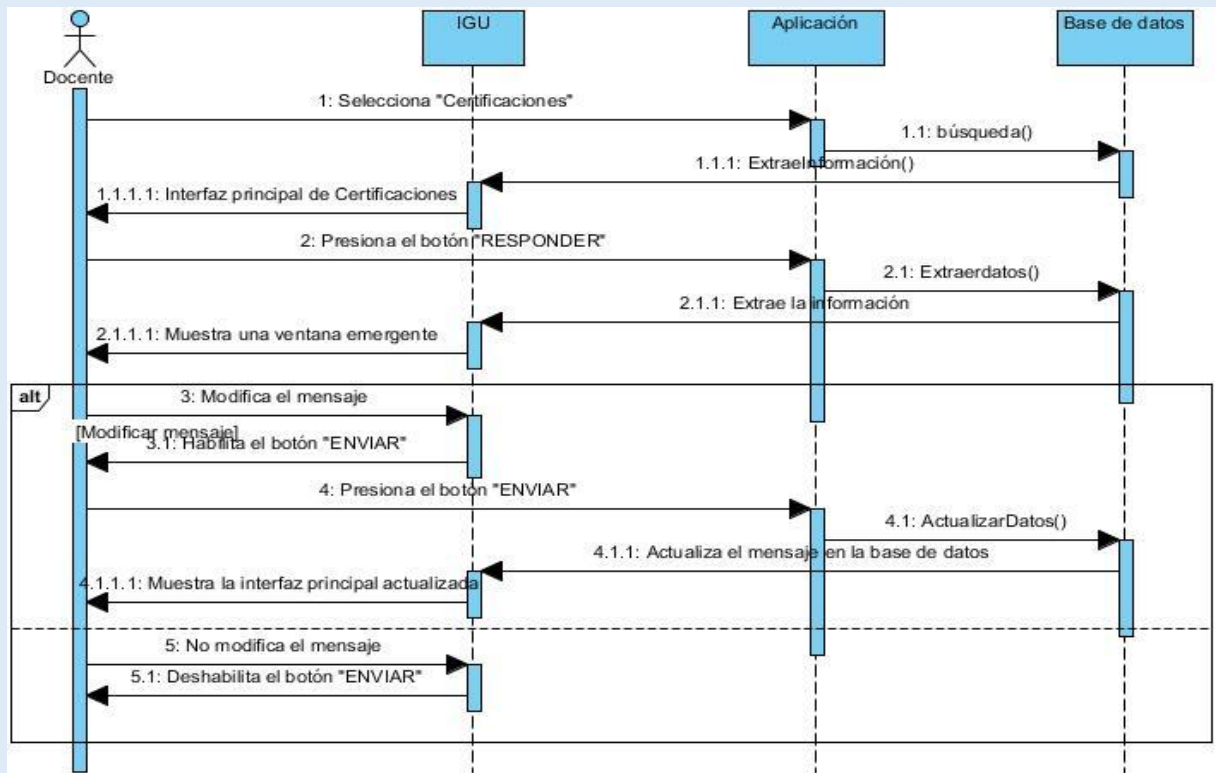 IGU
Aplicación
Base de datos
Docente
1: Selecciona "Certificaciones"
1.1: búsqueda()
1.1.1: ExtraeInformación()
1.1.1.1: Interfaz principal de Certificaciones
2: Presiona el botón "RESPONDER"
2.1: Extraerdatos()
2.1.1: Extrae la información
2.1.1.1: Muestra una ventana emergente
alt
3: Modifica el mensaje
[Modificar mensaje]
3.1: Habilita el botón "ENVIAR"
4: Presiona el botón "ENVIAR"
4.1: ActualizarDatos()
4.1.1: Actualiza el mensaje en la base de datos
4.1.1.1: Muestra la interfaz principal actualizada
5: No modifica el mensaje
5.1: Deshabilita el botón "ENVIAR"